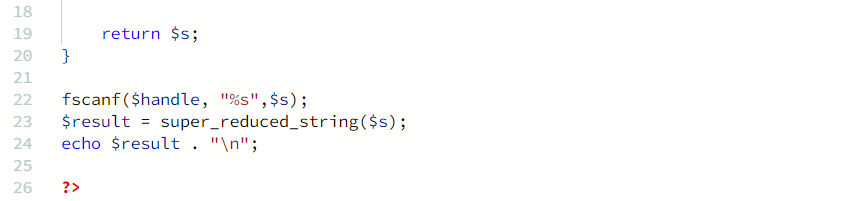 18
19 return $s;
20 }
21
22 fscanf($handle, "%s",$s);
23 $result = super_reduced_string($s);
24 echo $result . "\n";
25
26 ?>